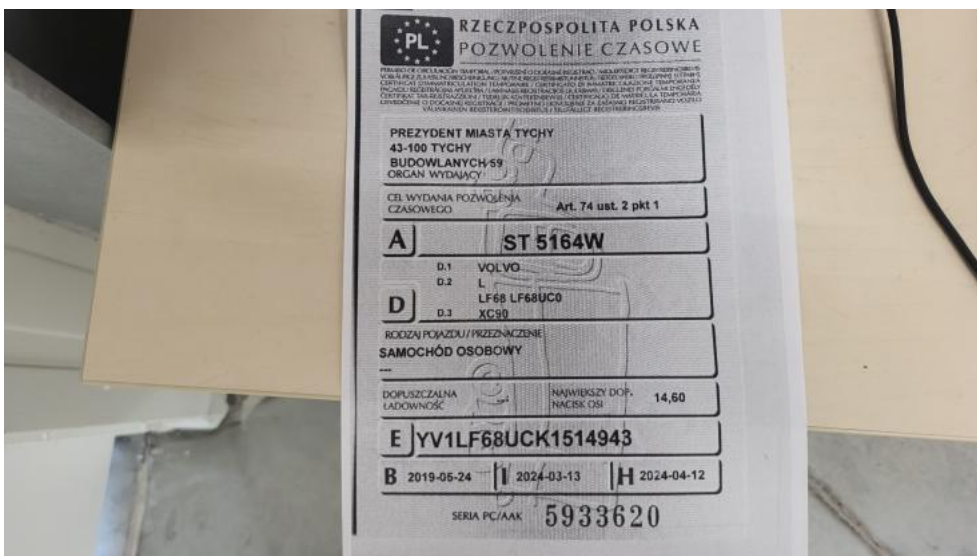 PL
RZECZPOSPOLITA POLSKA
POZWOLENIE CZASOWE
PREZYDENT MIASTA TYCHY
43-100 TYCHY
BUDOWLANYCH 59
ORGAN WYDAJĄCY
CEL WYDANIA POZWOLENIA
CZASOWEGO
Art. 74 ust. 2 pkt 1
A ST 5164W
D.1 VOLVO
D.2 L
D LF68 LF68UC0
D.3 XC90
RODZAJ POJAZDU / PRZEZNACZENIE
SAMOCHÓD OSOBOWY
---
DOPUSZCZALNA
ŁADOWNOŚĆ
---
NAJWIĘKSZY DOP.
NACISK OSI
14,60
E YV1LF68UCK1514943
B 2019-05-24 I 2024-03-13 H 2024-04-12
SERIA PC/AAK 5933620